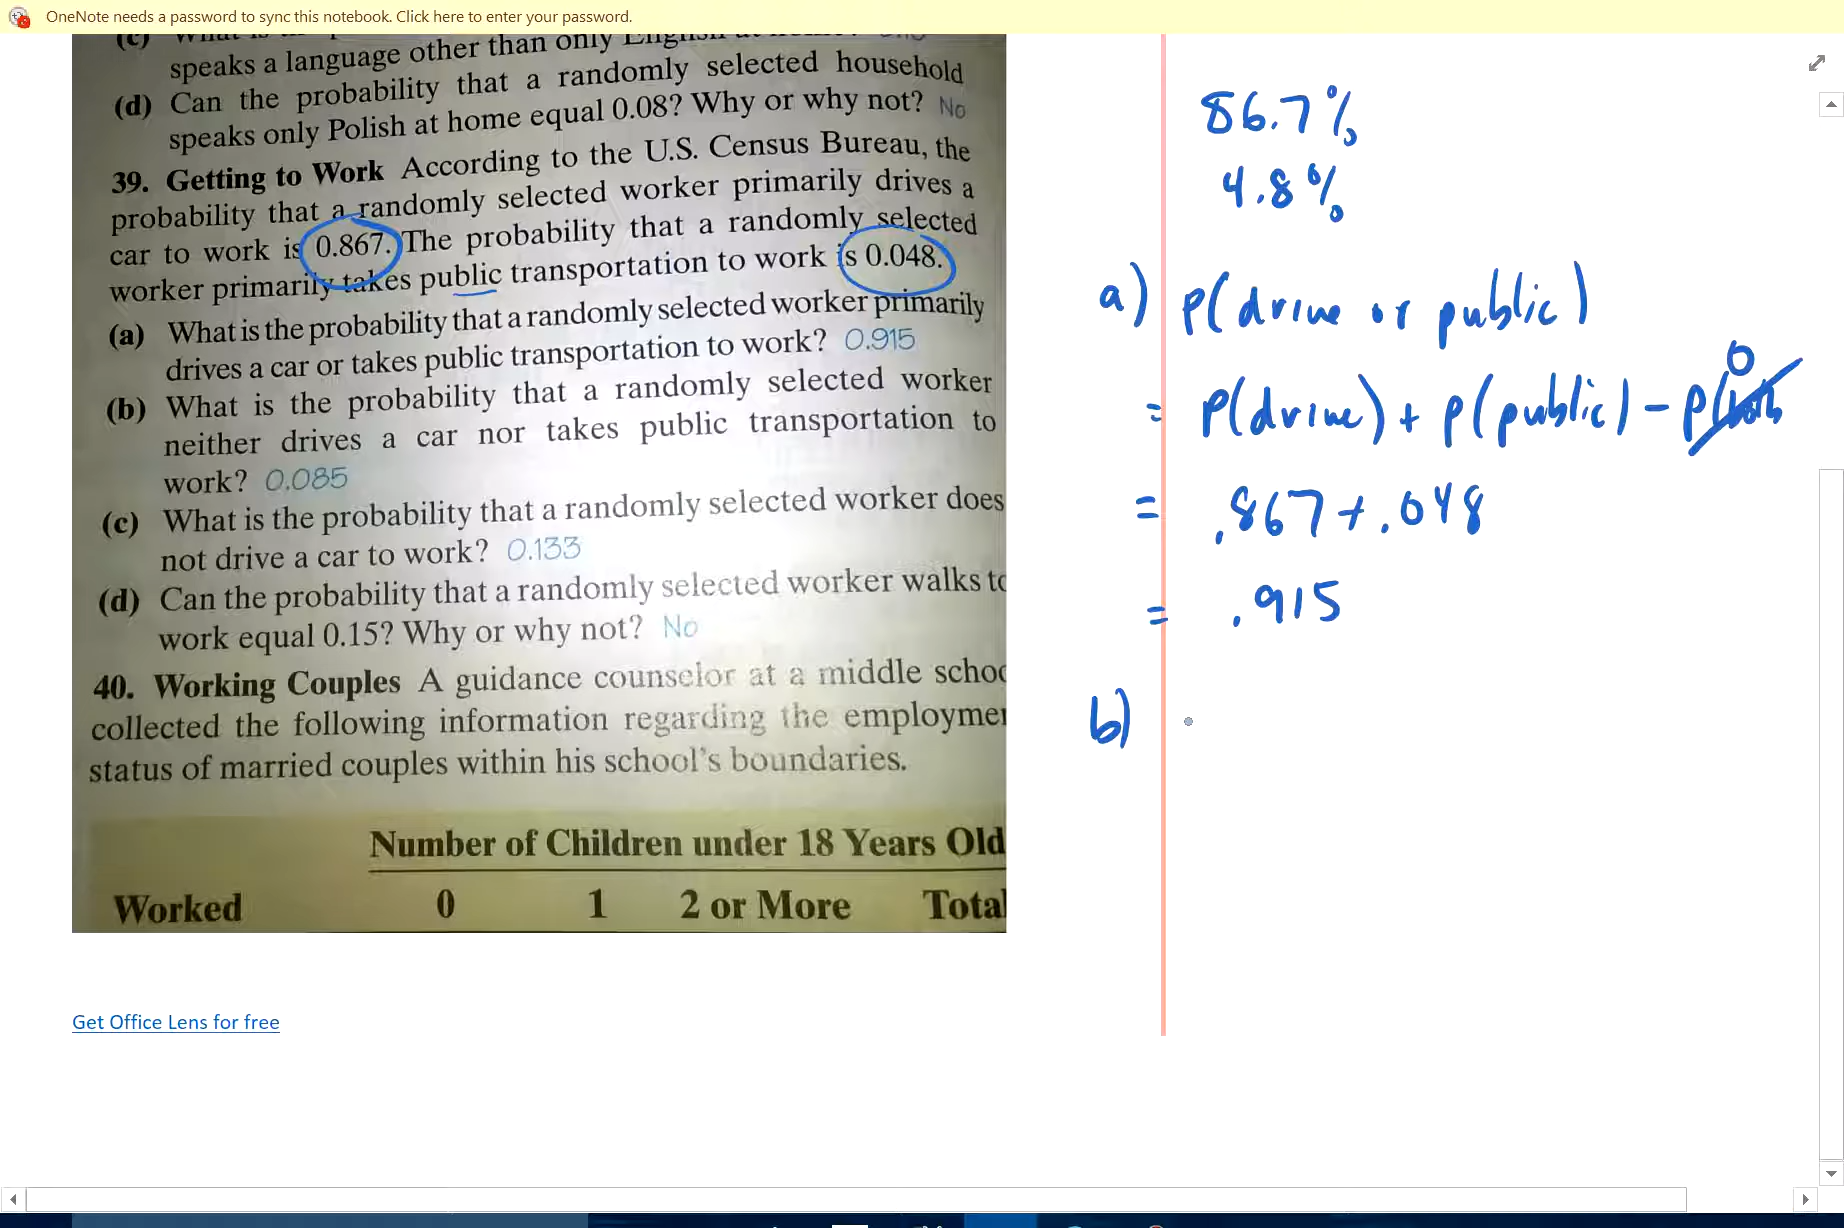 OneNote needs a password to sync this notebook. Click here to enter your password.
speaks a language other than only English at home?
(d) Can the probability that a randomly selected household
speaks only Polish at home equal 0.08? Why or why not? No
39. Getting to Work According to the U.S. Census Bureau, the
probability that a randomly selected worker primarily drives a
car to work is 0.867. The probability that a randomly selected
worker primarily takes public transportation to work is 0.048.
(a) What is the probability that a randomly selected worker primarily
drives a car or takes public transportation to work? 0.915
(b) What is the probability that a randomly selected worker
neither drives a car nor takes public transportation to
work? 0.085
(c) What is the probability that a randomly selected worker does
not drive a car to work? 0.133
(d) Can the probability that a randomly selected worker walks to
work equal 0.15? Why or why not? No
40. Working Couples A guidance counselor at a middle schoo
collected the following information regarding the employmen
status of married couples within his school's boundaries.
Number of Children under 18 Years Old
Worked 0 1 2 or More Total
Get Office Lens for free
86.7%
4.8%
a) P(drive or public)
= P(drive) + P(public) - P(both 0
= .867 + .048
= .915
b)